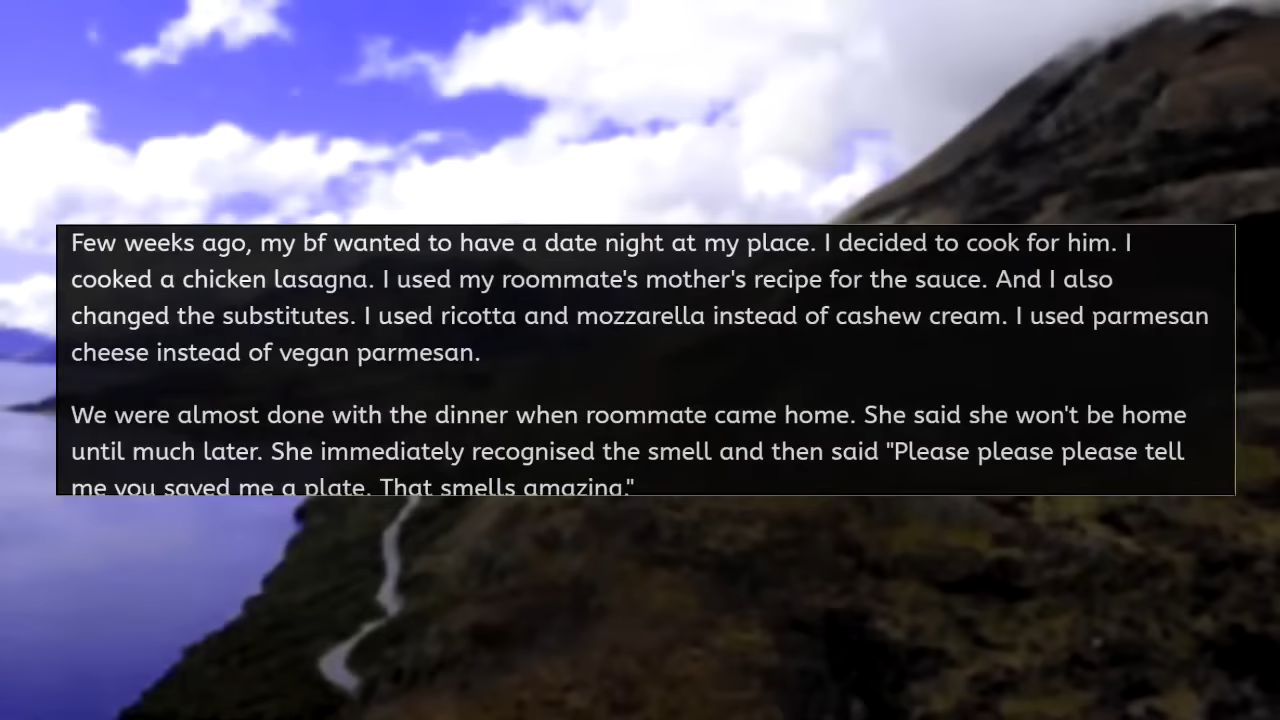 Few weeks ago, my bf wanted to have a date night at my place. I decided to cook for him. I
cooked a chicken lasagna. I used my roommate's mother's recipe for the sauce. And I also
changed the substitutes. I used ricotta and mozzarella instead of cashew cream. I used parmesan
cheese instead of vegan parmesan.
We were almost done with the dinner when roommate came home. She said she won't be home
until much later. She immediately recognised the smell and then said "Please please please tell
me you saved me a plate. That smells amazing."